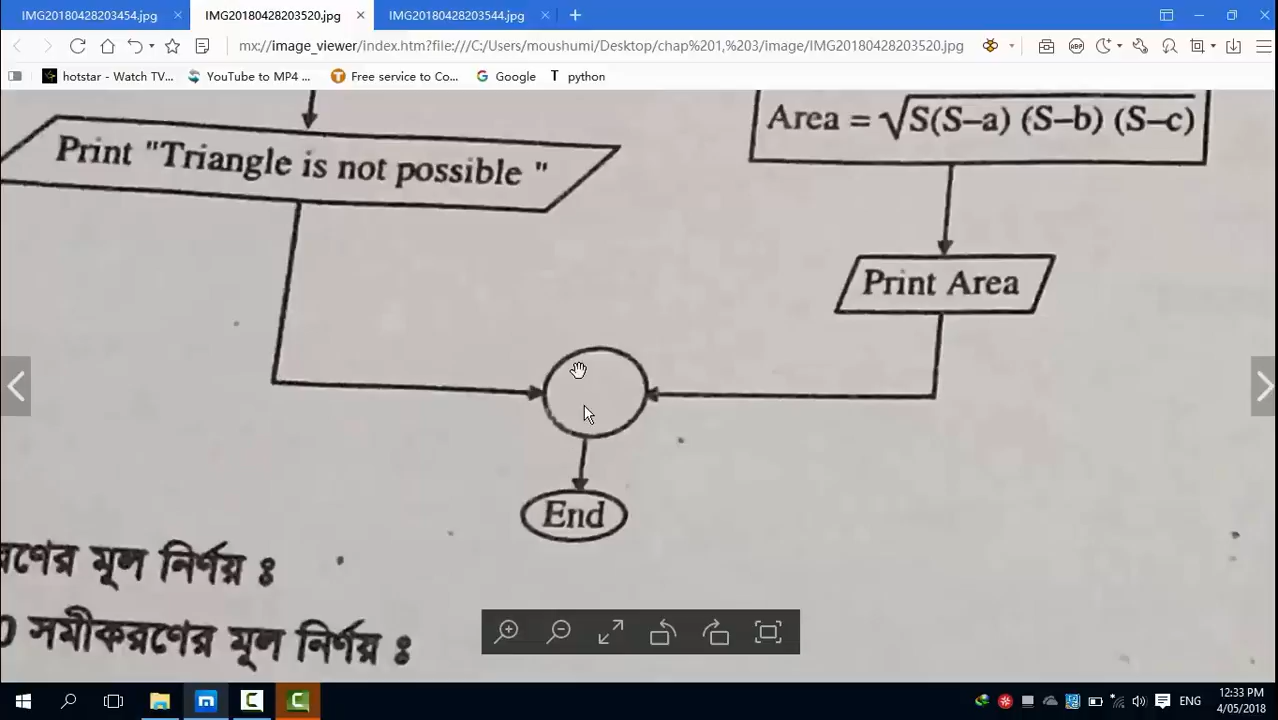 IMG20180428203454.jpg
IMG20180428203520.jpg
IMG20180428203544.jpg
mx://image_viewer/index.htm?file:///C:/Users/moushumi/Desktop/chap%201,%203/image/IMG20180428203520.jpg
hotstar - Watch TV...
YouTube to MP4 ...
Free service to Co...
Google
python
Area = √S(S–a) (S–b) (S–c)
Print "Triangle is not possible "
Print Area
End
মূল নির্ণয় ঃ
সমীকরণের মূল নির্ণয় ঃ
ENG
12:33 PM
4/05/2018